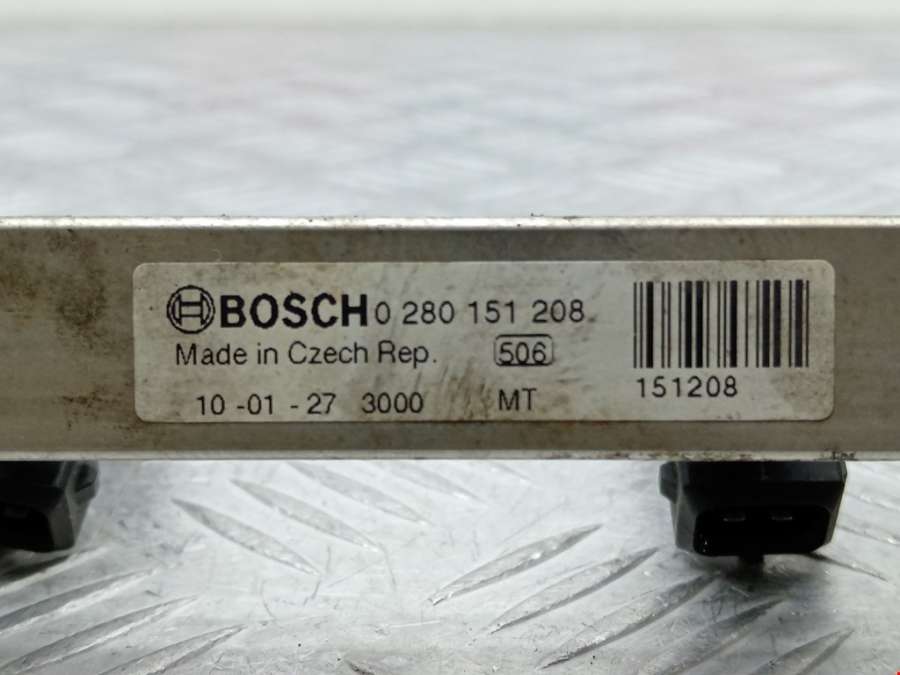 BOSCH 0 280 151 208
Made in Czech Rep. 506
10 -01 - 27 3000 MT
151208